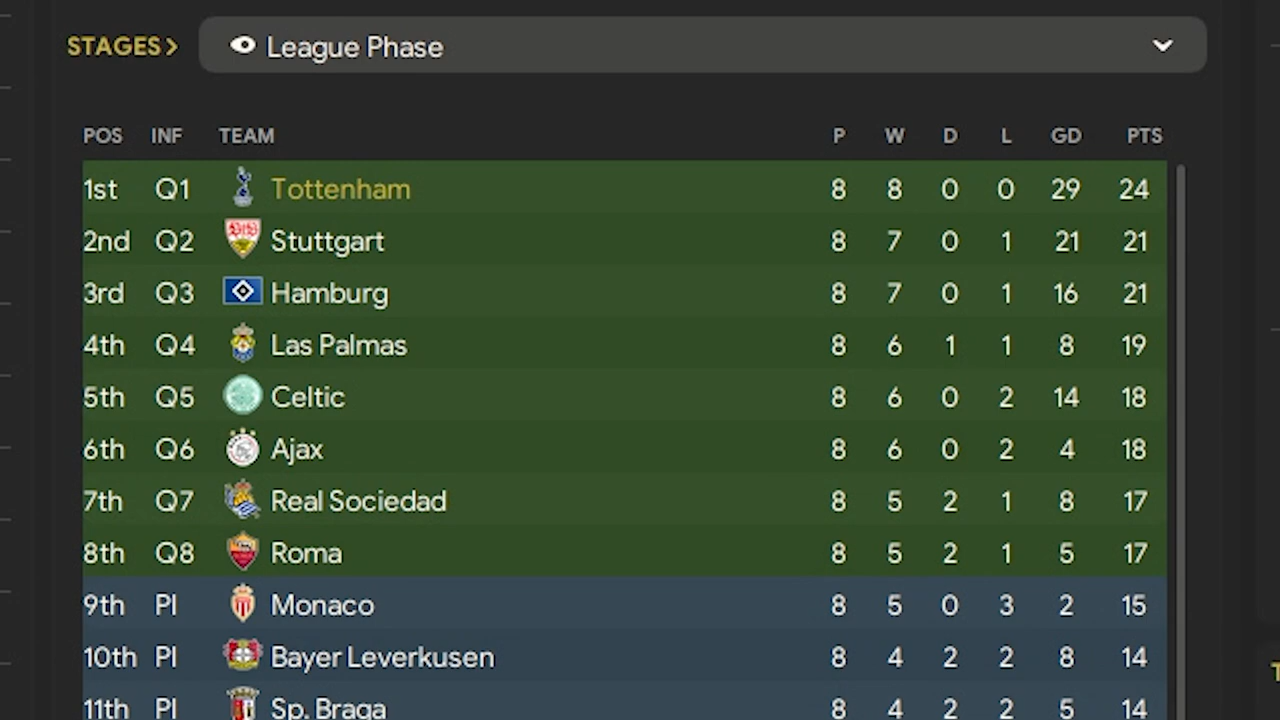 STAGES> League Phase
POS INF TEAM P W D L GD PTS
1st Q1 Tottenham 8 8 0 0 29 24
2nd Q2 Stuttgart 8 7 0 1 21 21
3rd Q3 Hamburg 8 7 0 1 16 21
4th Q4 Las Palmas 8 6 1 1 8 19
5th Q5 Celtic 8 6 0 2 14 18
6th Q6 Ajax 8 6 0 2 4 18
7th Q7 Real Sociedad 8 5 2 1 8 17
8th Q8 Roma 8 5 2 1 5 17
9th Pl Monaco 8 5 0 3 2 15
10th Pl Bayer Leverkusen 8 4 2 2 8 14
11th Pl Sp. Braga 8 4 2 2 5 14